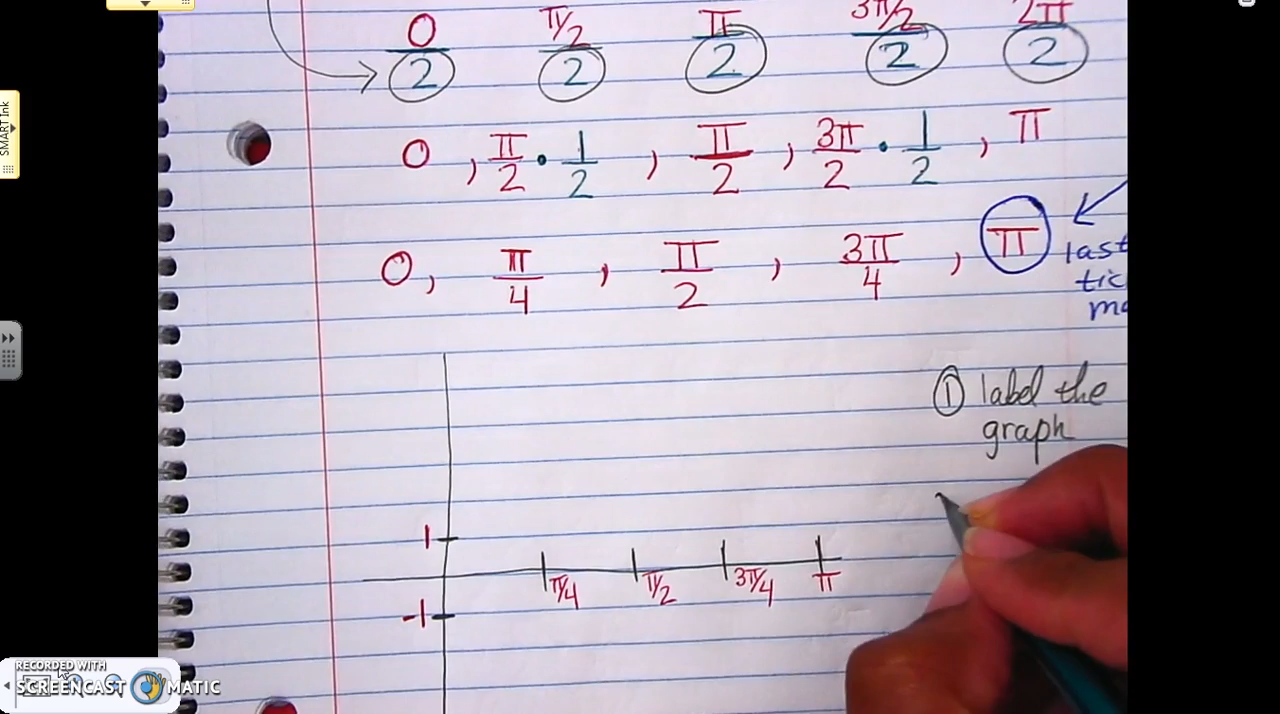 0/2 π/2/2 π/2 3π/2/2 2π/2
0 , π/2 · 1/2 , π/2 , 3π/2 · 1/2 , π
0, π/4 , π/2 , 3π/4 , π
last
tic
① label the
graph
1
π/4 π/2 3π/4 π
-1
SMART Ink
RECORDED WITH
SCREENCAST MATIC